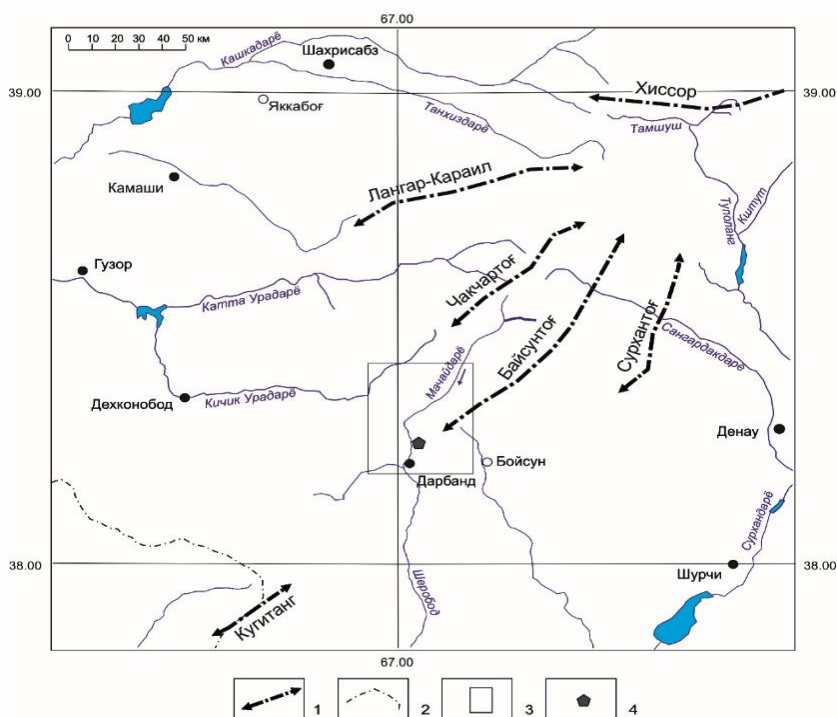 67.00
0 10 20 30 40 50 км
Кашкадарё
Шахрисабз
39.00
39.00
Хиссор
Яккабоғ
Танхиздарё
Тамшуш
Камаши
Лангар-Караил
Тупопанг
Кштут
Гузор
Чакчартоғ
Катта Урадарё
Байсунтоғ
Сурхантоғ
Сангардакдарё
Мачайдарё
Дехконобод
Кичик Урадарё
Денау
Бойсун
Дарбанд
Сурхандарё
38.00
38.00
Шурчи
Шеробод
Кугитанг
67.00
1 2 3 4